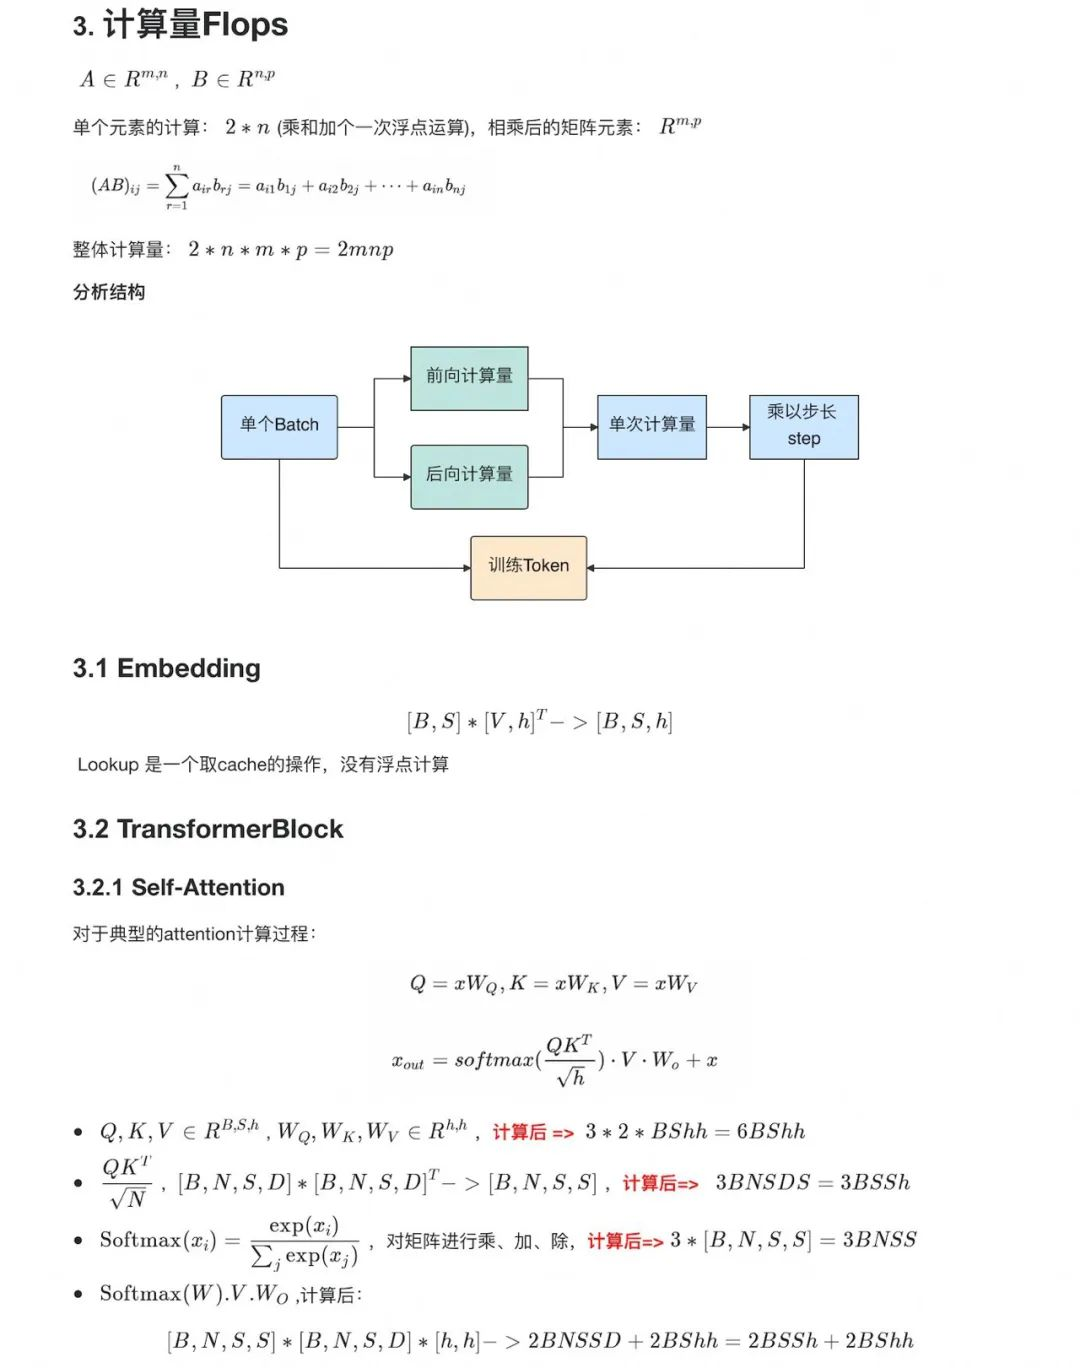 3. 计算量Flops
A ∈ R^{m,n} , B ∈ R^{n,p}
单个元素的计算： 2 * n (乘和加个一次浮点运算)，相乘后的矩阵元素： R^{m,p}
(AB)_{ij} = \sum_{r=1}^{n} a_{ir}b_{rj} = a_{i1}b_{1j} + a_{i2}b_{2j} + ··· + a_{in}b_{nj}
整体计算量： 2 * n * m * p = 2mnp
分析结构
前向计算量
单个Batch
后向计算量
单次计算量
乘以步长
step
训练Token
3.1 Embedding
[B, S] * [V, h]^T - > [B, S, h]
Lookup 是一个取cache的操作，没有浮点计算
3.2 TransformerBlock
3.2.1 Self-Attention
对于典型的attention计算过程：
Q = xW_Q, K = xW_K, V = xW_V
x_{out} = softmax(\frac{QK^T}{\sqrt{h}}) · V · W_o + x
• Q, K, V ∈ R^{B,S,h} , W_Q, W_K, W_V ∈ R^{h,h} ，计算后 => 3 * 2 * BShh = 6BShh
• \frac{QK^T}{\sqrt{N}} ，[B, N, S, D] * [B, N, S, D]^T - > [B, N, S, S] ，计算后=> 3BNSDS = 3BSSh
• Softmax(x_i) = \frac{exp(x_i)}{\sum_j exp(x_j)} ，对矩阵进行乘、加、除，计算后=> 3 * [B, N, S, S] = 3BNSS
• Softmax(W).V.W_O ,计算后：
[B, N, S, S] * [B, N, S, D] * [h, h] - > 2BNSSD + 2BShh = 2BSSh + 2BShh